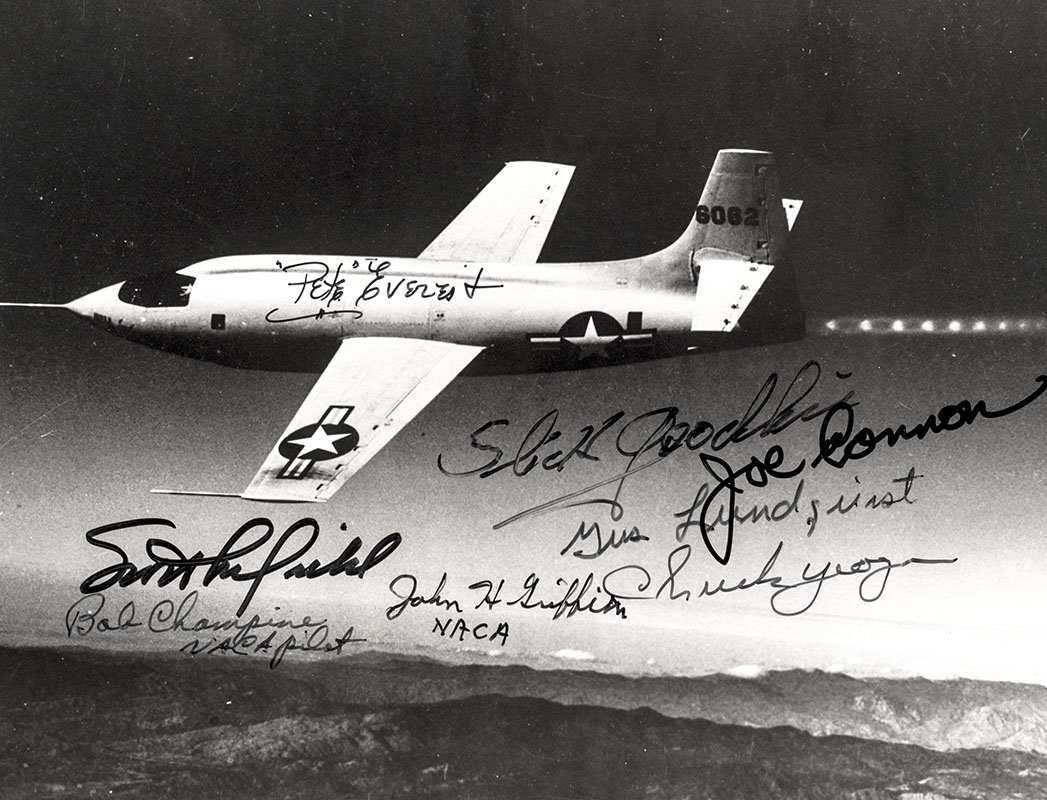 6062
"Pete" Everest
Slick Goodlin
Joe Cannon
Gus Lundquist
Chuck Yeager
John H Griffith
NACA
Bob Champine
NACA pilot